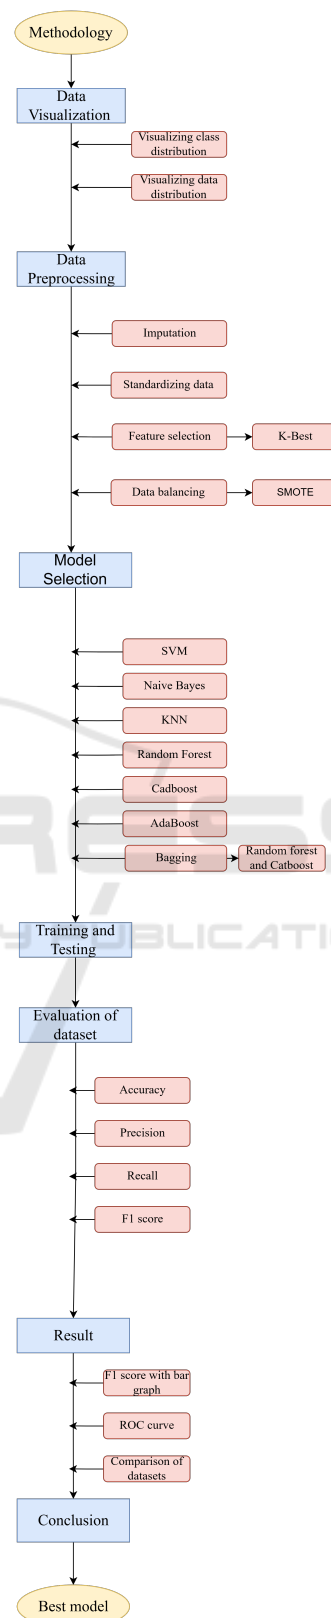 Methodology
Data
Visualization
Visualizing class
distribution
Visualizing data
distribution
Data
Preprocessing
Imputation
Standardizing data
Feature selection
K-Best
Data balancing
SMOTE
Model
Selection
SVM
Naive Bayes
KNN
Random Forest
Cadboost
AdaBoost
Bagging
Random forest
and Catboost
Training and
Testing
Evaluation of
dataset
Accuracy
Precision
Recall
F1 score
Result
F1 score with bar
graph
ROC curve
Comparison of
datasets
Conclusion
Best model